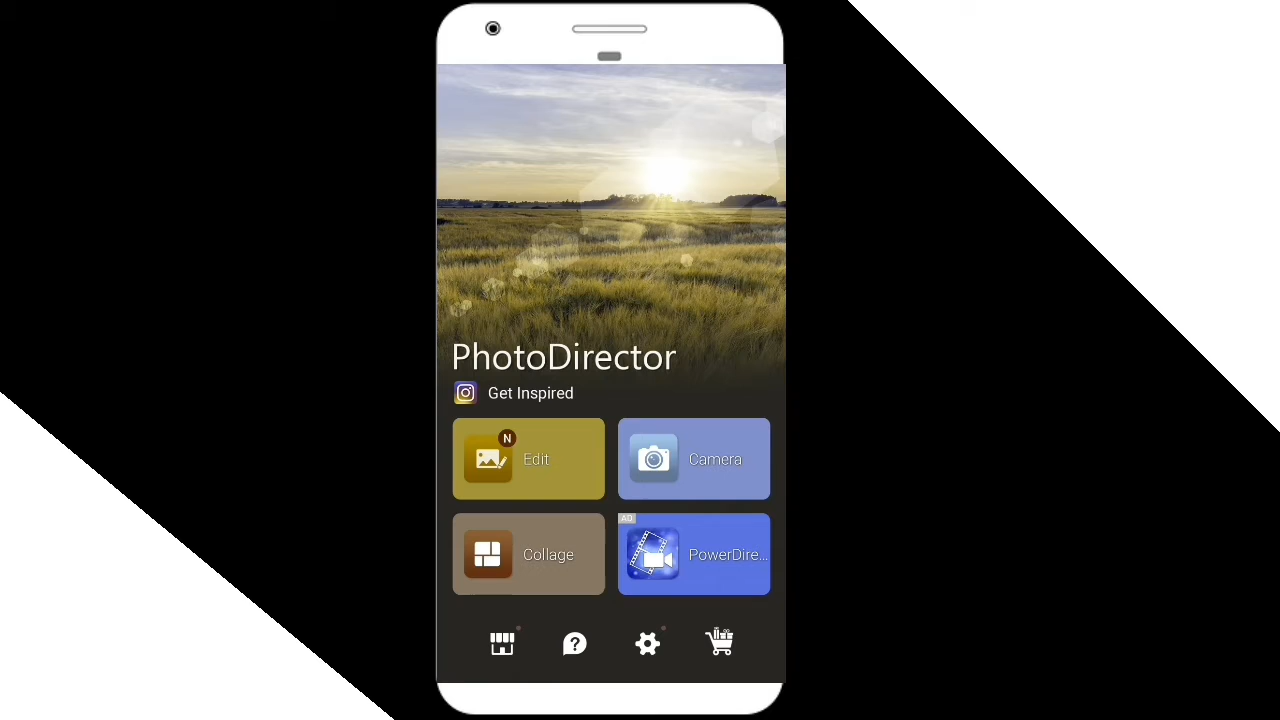 PhotoDirector
Get Inspired
N
Edit
Camera
Collage
AD
PowerDire...
?